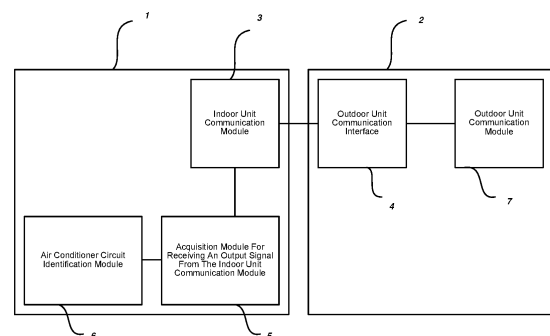 1
2
3
Indoor Unit
Communication
Module
Outdoor Unit
Communication
Interface
Outdoor Unit
Communication
Module
4
7
Air Conditioner Circuit
Identification Module
Acquisition Module For
Receiving An Output Signal
From The Indoor Unit
Communication Module
6
5